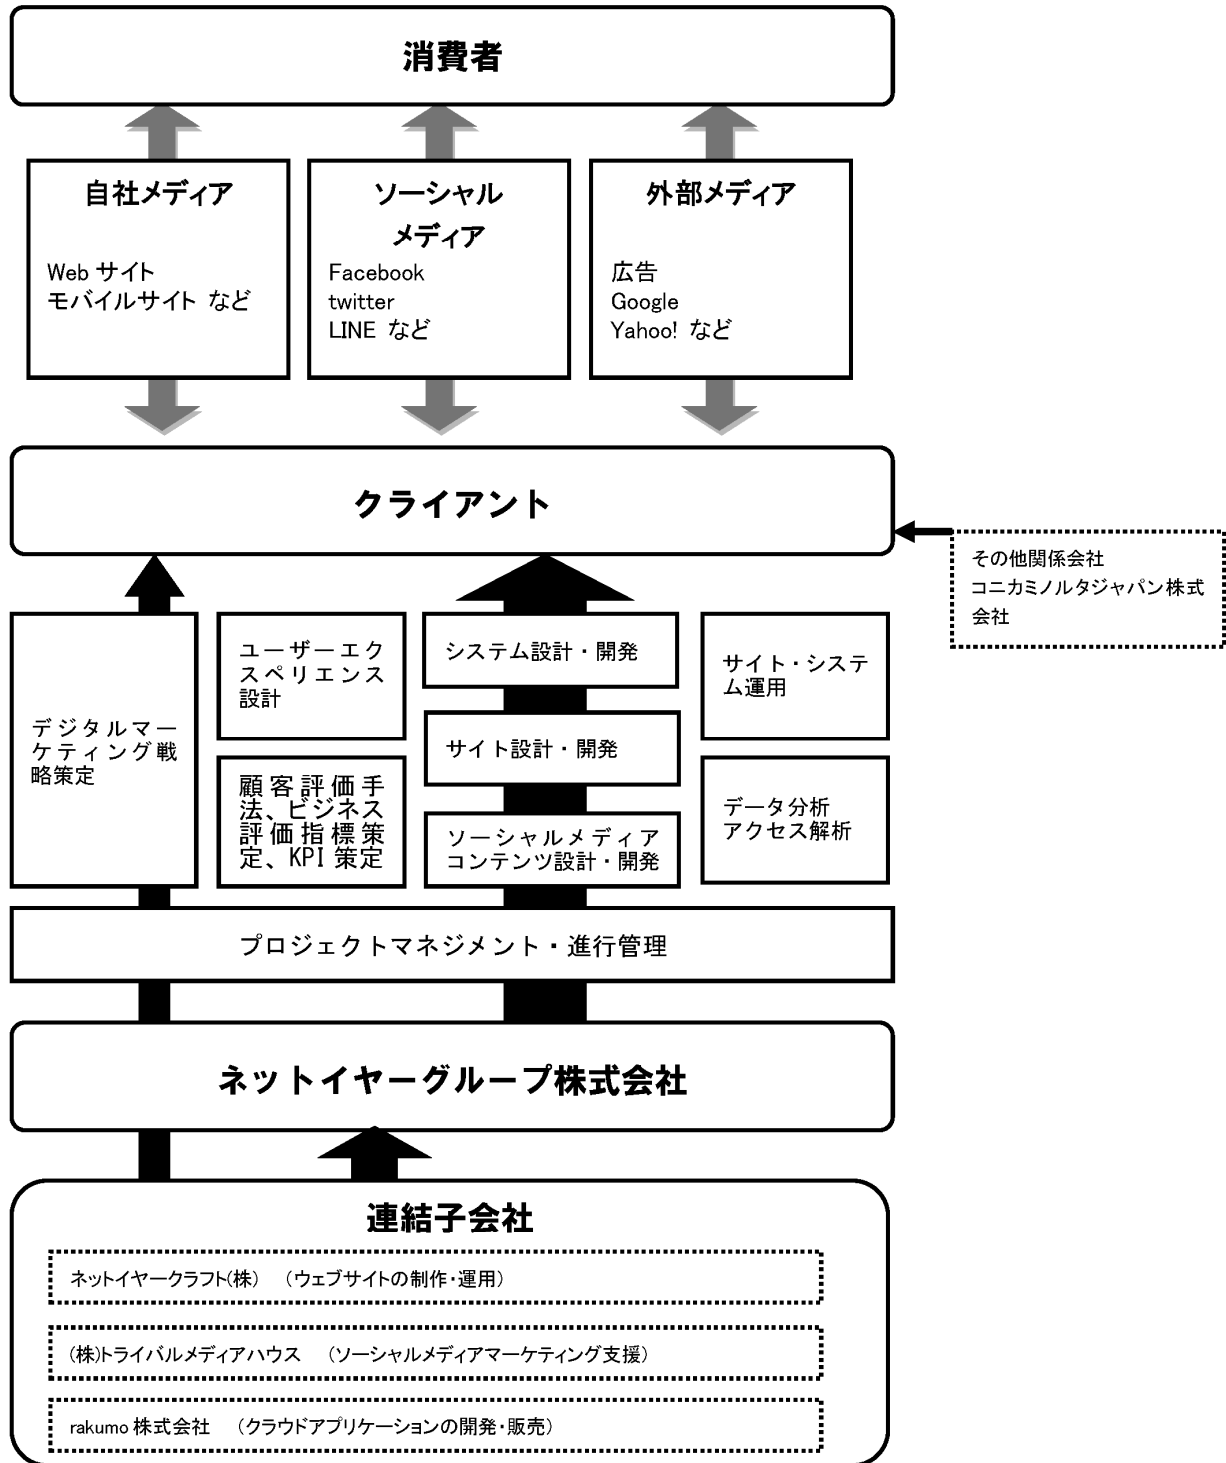 消費者
自社メディア
Web サイト
モバイルサイト など
ソーシャル
メディア
Facebook
twitter
LINE など
外部メディア
広告
Google
Yahoo! など
クライアント
その他関係会社
コニカミノルタジャパン株式
会社
デジタルマー
ケティング戦
略策定
ユーザーエク
スペリエンス
設計
顧客評価手
法、ビジネス
評価指標策
定、KPI 策定
システム設計・開発
サイト設計・開発
ソーシャルメディア
コンテンツ設計・開発
サイト・システ
ム運用
データ分析
アクセス解析
プロジェクトマネジメント・進行管理
ネットイヤーグループ株式会社
連結子会社
ネットイヤークラフト(株) (ウェブサイトの制作・運用)
(株)トライバルメディアハウス (ソーシャルメディアマーケティング支援)
rakumo 株式会社 (クラウドアプリケーションの開発・販売)